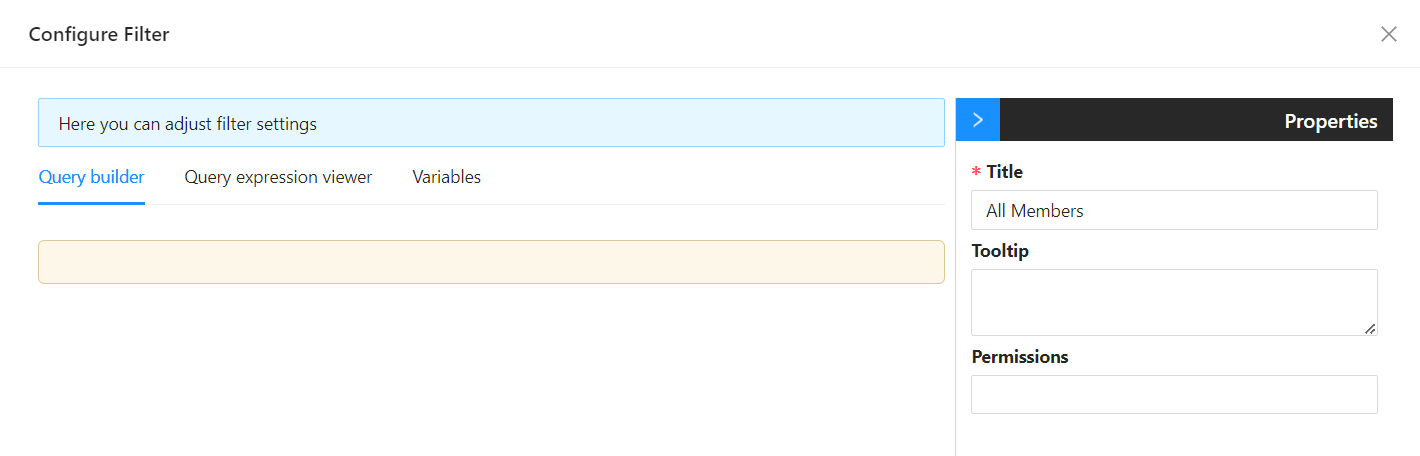 Configure Filter
Here you can adjust filter settings
Query builder
Query expression viewer
Variables
Properties
* Title
All Members
Tooltip
Permissions